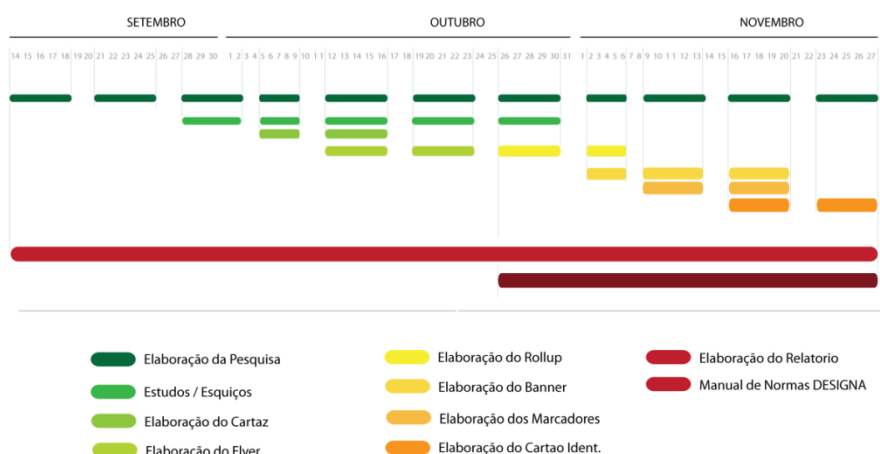 SETEMBRO OUTUBRO NOVEMBRO
14 15 16 17 18 19 20 21 22 23 24 25 26 27 28 29 30 1 2 3 4 5 6 7 8 9 10 11 12 13 14 15 16 17 18 19 20 21 22 23 24 25 26 27 28 29 30 31 1 2 3 4 5 6 7 8 9 10 11 12 13 14 15 16 17 18 19 20 21 22 23 24 25 26 27
Elaboração da Pesquisa Elaboração do Rollup Elaboração do Relatorio
Estudos / Esquiços Elaboração do Banner Manual de Normas DESIGNA
Elaboração do Cartaz Elaboração dos Marcadores
Elaboração do Flyer Elaboração do Cartao Ident.